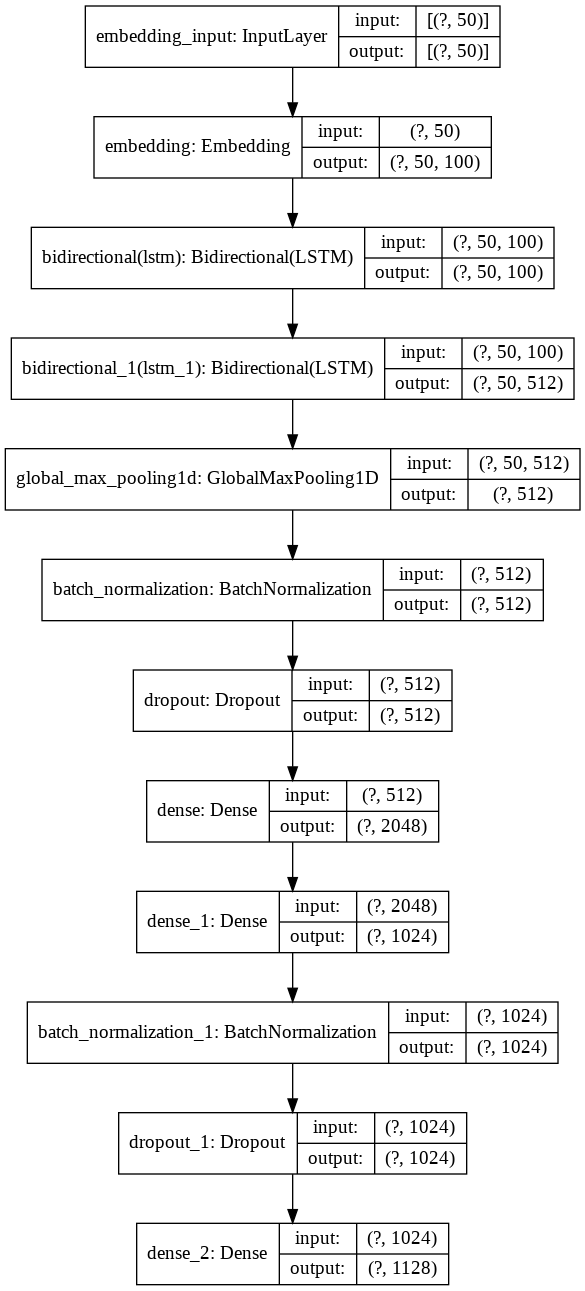 embedding_input: InputLayer
input: [(?, 50)]
output: [(?, 50)]
embedding: Embedding
input: (?, 50)
output: (?, 50, 100)
bidirectional(lstm): Bidirectional(LSTM)
input: (?, 50, 100)
output: (?, 50, 100)
bidirectional_1(lstm_1): Bidirectional(LSTM)
input: (?, 50, 100)
output: (?, 50, 512)
global_max_pooling1d: GlobalMaxPooling1D
input: (?, 50, 512)
output: (?, 512)
batch_normalization: BatchNormalization
input: (?, 512)
output: (?, 512)
dropout: Dropout
input: (?, 512)
output: (?, 512)
dense: Dense
input: (?, 512)
output: (?, 2048)
dense_1: Dense
input: (?, 2048)
output: (?, 1024)
batch_normalization_1: BatchNormalization
input: (?, 1024)
output: (?, 1024)
dropout_1: Dropout
input: (?, 1024)
output: (?, 1024)
dense_2: Dense
input: (?, 1024)
output: (?, 1128)